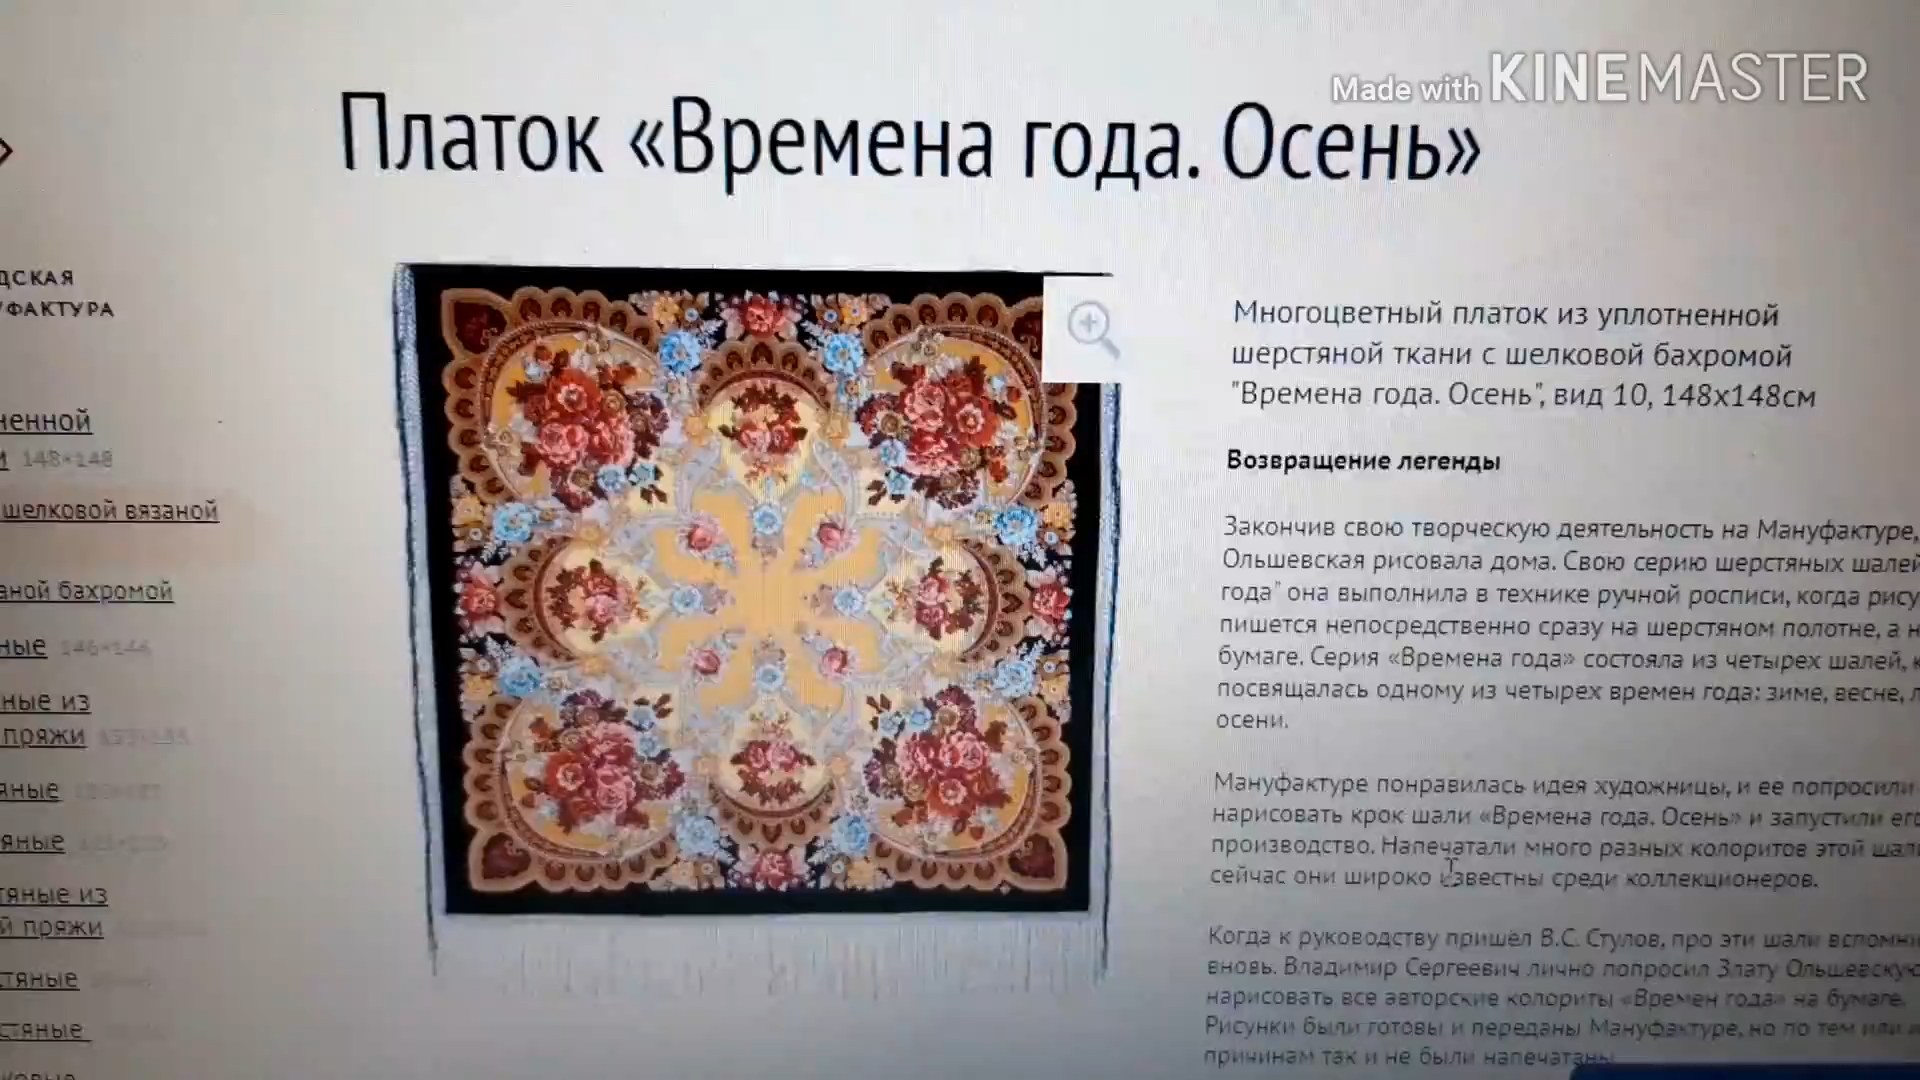 Made with KINEMASTER
Платок «Времена года. Осень»
ДСКАЯ
УФАКТУРА
ненной
148×148
шелковой вязаной
аной бахромой
ные 146×146
ные из
пряжи
яные
яные
тяные из
й пряжи
стяные
стяные
Многоцветный платок из уплотненной
шерстяной ткани с шелковой бахромой
"Времена года. Осень", вид 10, 148х148см
Возвращение легенды
Закончив свою творческую деятельность на Мануфактуре,
Ольшевская рисовала дома. Свою серию шерстяных шалей
года" она выполнила в технике ручной росписи, когда рису
пишется непосредственно сразу на шерстяном полотне, а н
бумаге. Серия «Времена года» состояла из четырех шалей, к
посвящалась одному из четырех времен года: зиме, весне, л
осени.
Мануфактуре понравилась идея художницы, и ее попросили
нарисовать крок шали «Времена года. Осень» и запустили его
производство. Напечатали много разных колоритов этой шал
сейчас они широко известны среди коллекционеров.
Когда к руководству пришел В.С. Стулов, про эти шали вспомни
вновь. Владимир Сергеевич лично попросил Злату Ольшевскую
нарисовать все авторские колориты «Времен года» на бумаге.
Рисунки были готовы и переданы Мануфактуре, но по тем или
причинам так и не были напечатаны.